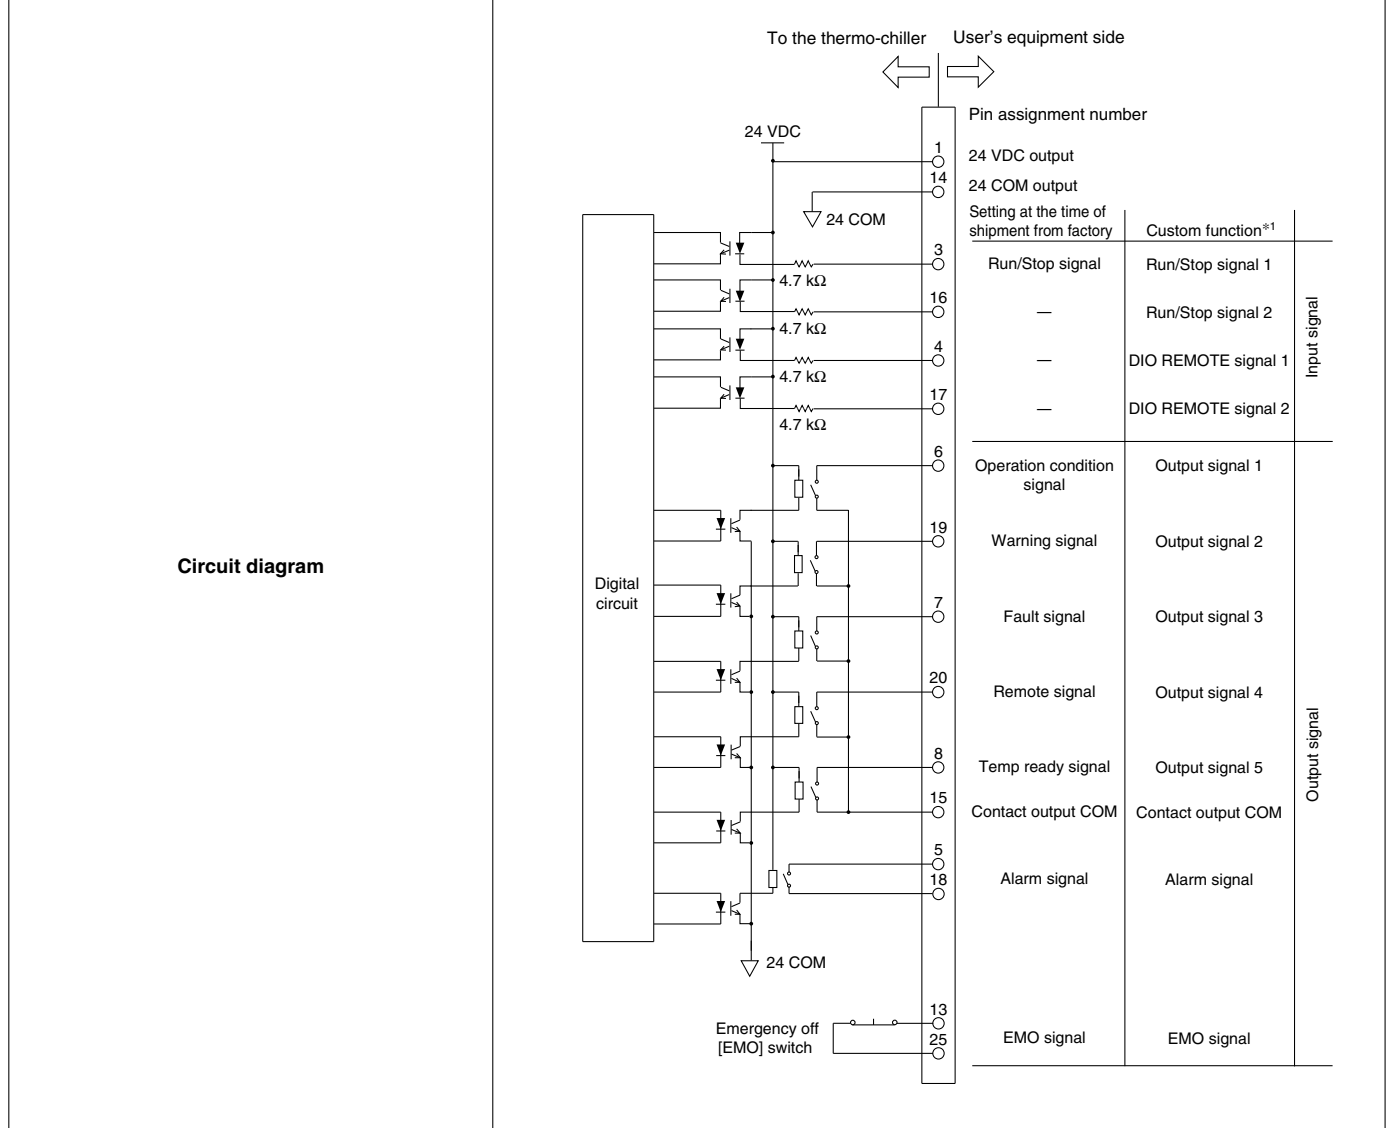 To the thermo-chiller
User's equipment side
Pin assignment number
24 VDC
1
24 VDC output
14
24 COM output
24 COM
Setting at the time of
shipment from factory
Custom function*1
3
Run/Stop signal
Run/Stop signal 1
4.7 kΩ
16
—
Run/Stop signal 2
4.7 kΩ
4
—
DIO REMOTE signal 1
4.7 kΩ
17
—
DIO REMOTE signal 2
4.7 kΩ
Input signal
6
Operation condition
signal
Output signal 1
19
Warning signal
Output signal 2
Circuit diagram
Digital
circuit
7
Fault signal
Output signal 3
20
Remote signal
Output signal 4
8
Temp ready signal
Output signal 5
15
Contact output COM
Contact output COM
Output signal
5
18
Alarm signal
Alarm signal
24 COM
13
Emergency off
[EMO] switch
25
EMO signal
EMO signal